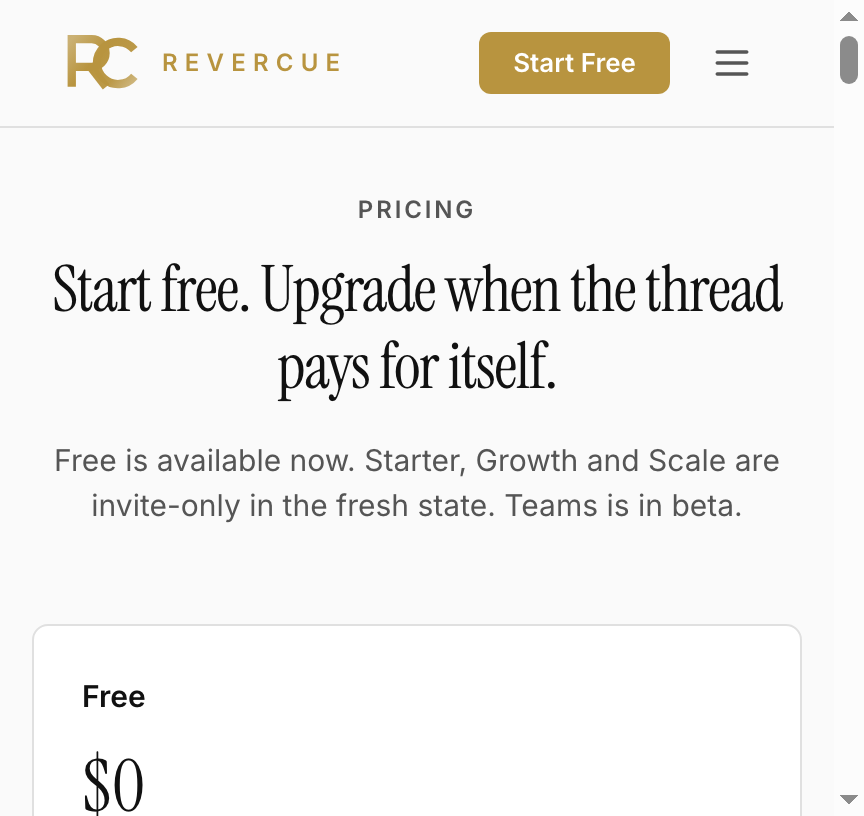 RC REVERCUE Start Free
PRICING
Start free. Upgrade when the thread
pays for itself.
Free is available now. Starter, Growth and Scale are
invite-only in the fresh state. Teams is in beta.
Free
$0